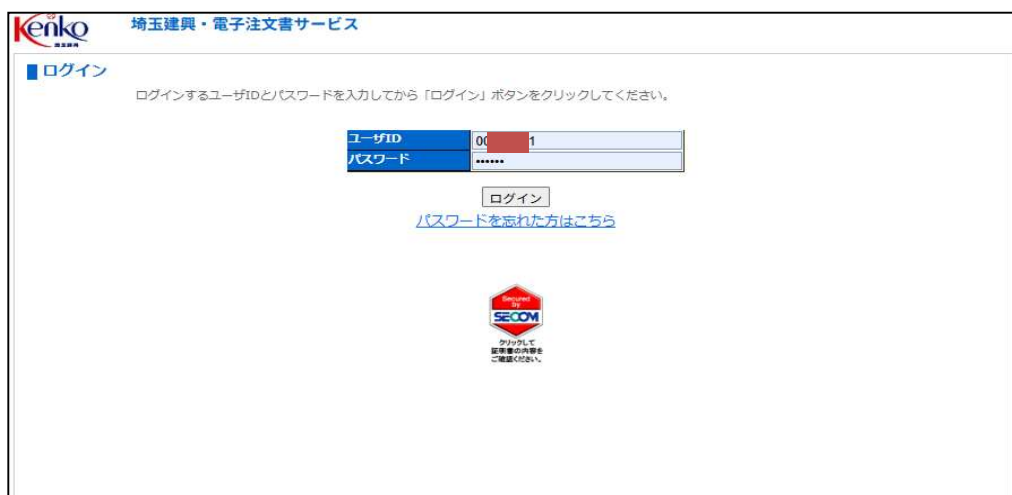 Kenko
埼玉建興
埼玉建興・電子注文書サービス
ログイン
ログインするユーザIDとパスワードを入力してから「ログイン」ボタンをクリックしてください。
ユーザID 00 1
パスワード ••••••
ログイン
パスワードを忘れた方はこちら
Secured
by
SECOM
クリックして
証明書の内容を
ご確認ください。